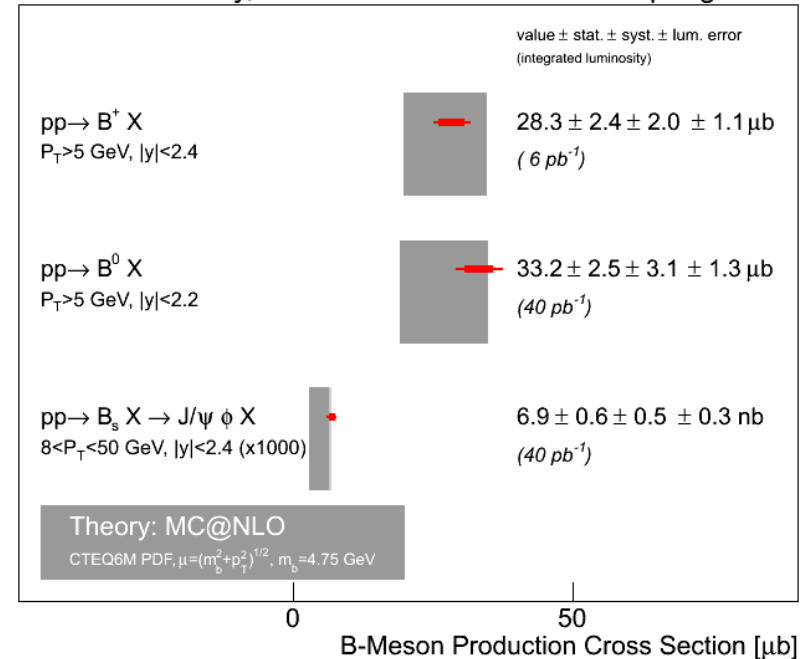 value ± stat. ± syst. ± lum. error
(integrated luminosity)
pp→ B⁺ X
P_T>5 GeV, |y|<2.4
28.3 ± 2.4 ± 2.0 ± 1.1 μb
( 6 pb⁻¹)
pp→ B⁰ X
P_T>5 GeV, |y|<2.2
33.2 ± 2.5 ± 3.1 ± 1.3 μb
(40 pb⁻¹)
pp→ B_s X → J/ψ ϕ X
8<P_T<50 GeV, |y|<2.4 (x1000)
6.9 ± 0.6 ± 0.5 ± 0.3 nb
(40 pb⁻¹)
Theory: MC@NLO
CTEQ6M PDF, μ=(m_b²+p_T²)^1/2, m_b=4.75 GeV
0 50
B-Meson Production Cross Section [μb]